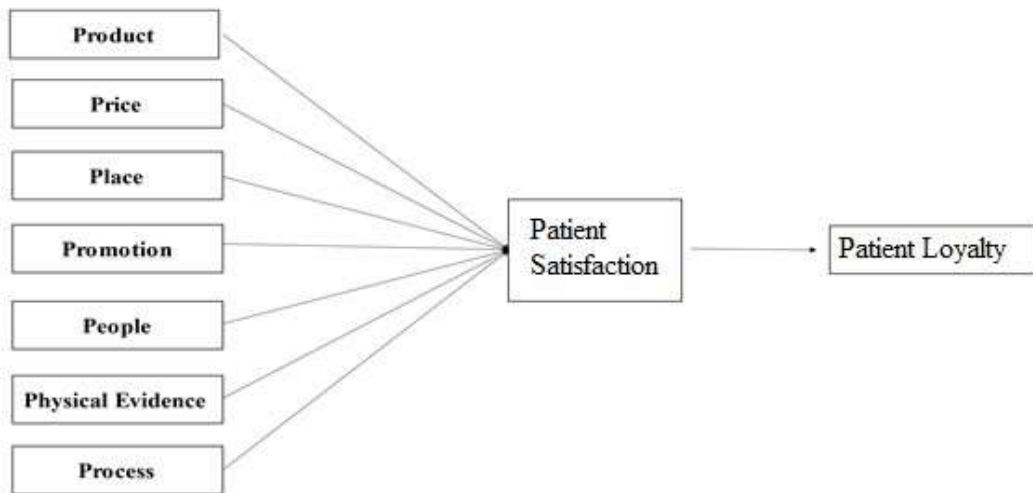 Product
Price
Place
Promotion
People
Physical Evidence
Process
Patient
Satisfaction
Patient Loyalty